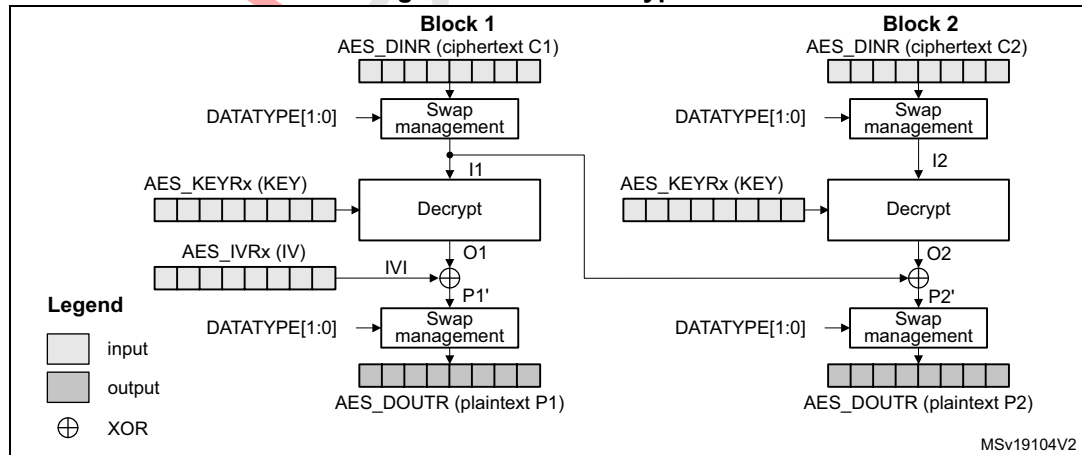 Block 1
Block 2
AES_DINR (ciphertext C1)
AES_DINR (ciphertext C2)
DATATYPE[1:0]
Swap
management
DATATYPE[1:0]
Swap
management
I1
I2
AES_KEYRx (KEY)
Decrypt
AES_KEYRx (KEY)
Decrypt
AES_IVRx (IV)
IVI
O1
O2
P1'
P2'
Legend
input
output
XOR
DATATYPE[1:0]
Swap
management
DATATYPE[1:0]
Swap
management
AES_DOUTR (plaintext P1)
AES_DOUTR (plaintext P2)
MSv19104V2